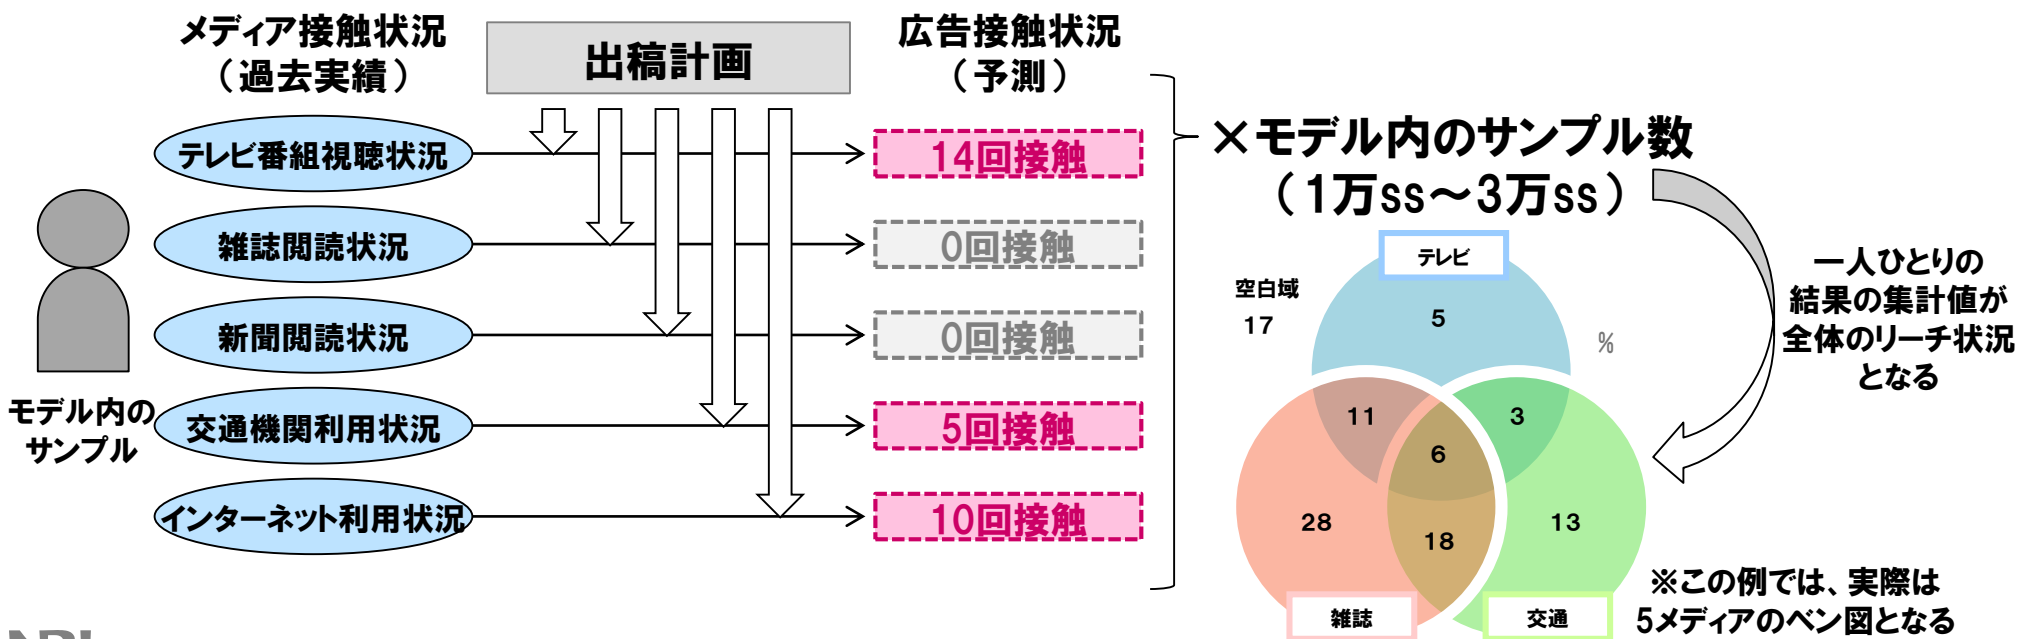 メディア接触状況
（過去実績）
出稿計画
広告接触状況
（予測）
テレビ番組視聴状況
14回接触
雑誌閲読状況
0回接触
新聞閲読状況
0回接触
交通機関利用状況
5回接触
インターネット利用状況
10回接触
モデル内の
サンプル
×モデル内のサンプル数
（1万ss～3万ss）
テレビ
空白域
17
5
%
11
3
6
28
18
13
雑誌
交通
一人ひとりの
結果の集計値が
全体のリーチ状況
となる
※この例では、実際は
5メディアのベン図となる